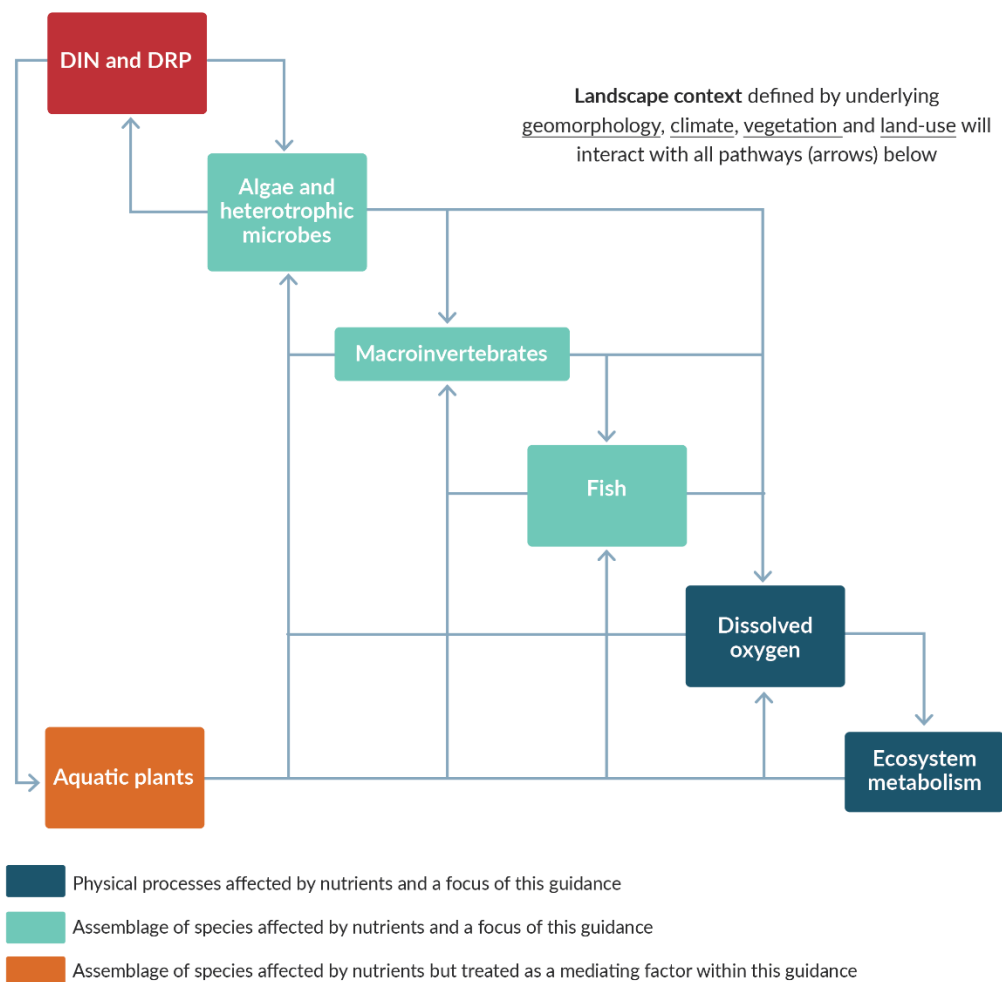 DIN and DRP
Landscape context defined by underlying
geomorphology, climate, vegetation and land-use will
interact with all pathways (arrows) below
Algae and
heterotrophic
microbes
Macroinvertebrates
Fish
Dissolved
oxygen
Aquatic plants
Ecosystem
metabolism
Physical processes affected by nutrients and a focus of this guidance
Assemblage of species affected by nutrients and a focus of this guidance
Assemblage of species affected by nutrients but treated as a mediating factor within this guidance